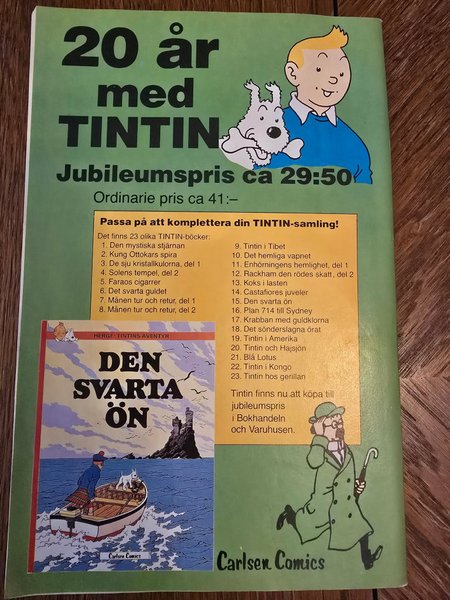 20 år
med
TINTIN
Jubileumspris ca 29:50
Ordinarie pris ca 41:–
Passa på att komplettera din TINTIN-samling!
Det finns 23 olika TINTIN-böcker:
1. Den mystiska stjärnan
2. Kung Ottokars spira
3. De sju kristallkulorna, del 1
4. Solens tempel, del 2
5. Faraos cigarrer
6. Det svarta guldet
7. Månen tur och retur, del 1
8. Månen tur och retur, del 2
9. Tintin i Tibet
10. Det hemliga vapnet
11. Enhörningens hemlighet, del 1
12. Rackham den rödes skatt, del 2
13. Koks i lasten
14. Castafiores juveler
15. Den svarta ön
16. Plan 714 till Sydney
17. Krabban med guldklorna
18. Det sönderslagna örat
19. Tintin i Amerika
20. Tintin och Hajsjön
21. Blå Lotus
22. Tintin i Kongo
23. Tintin hos gerillan
Tintin finns nu att köpa till
jubileumspris
i Bokhandeln
och Varuhusen.
HERGÉ: TINTINS ÄVENTYR
DEN
SVARTA
ÖN
Carlsen Comics
Carlsen Comics